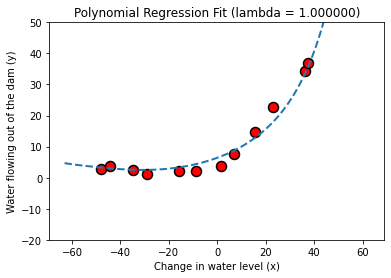 Polynomial Regression Fit (lambda = 1.000000)
50
40
30
20
10
0
−10
−20
Water flowing out of the dam (y)
−60 −40 −20 0 20 40 60
Change in water level (x)